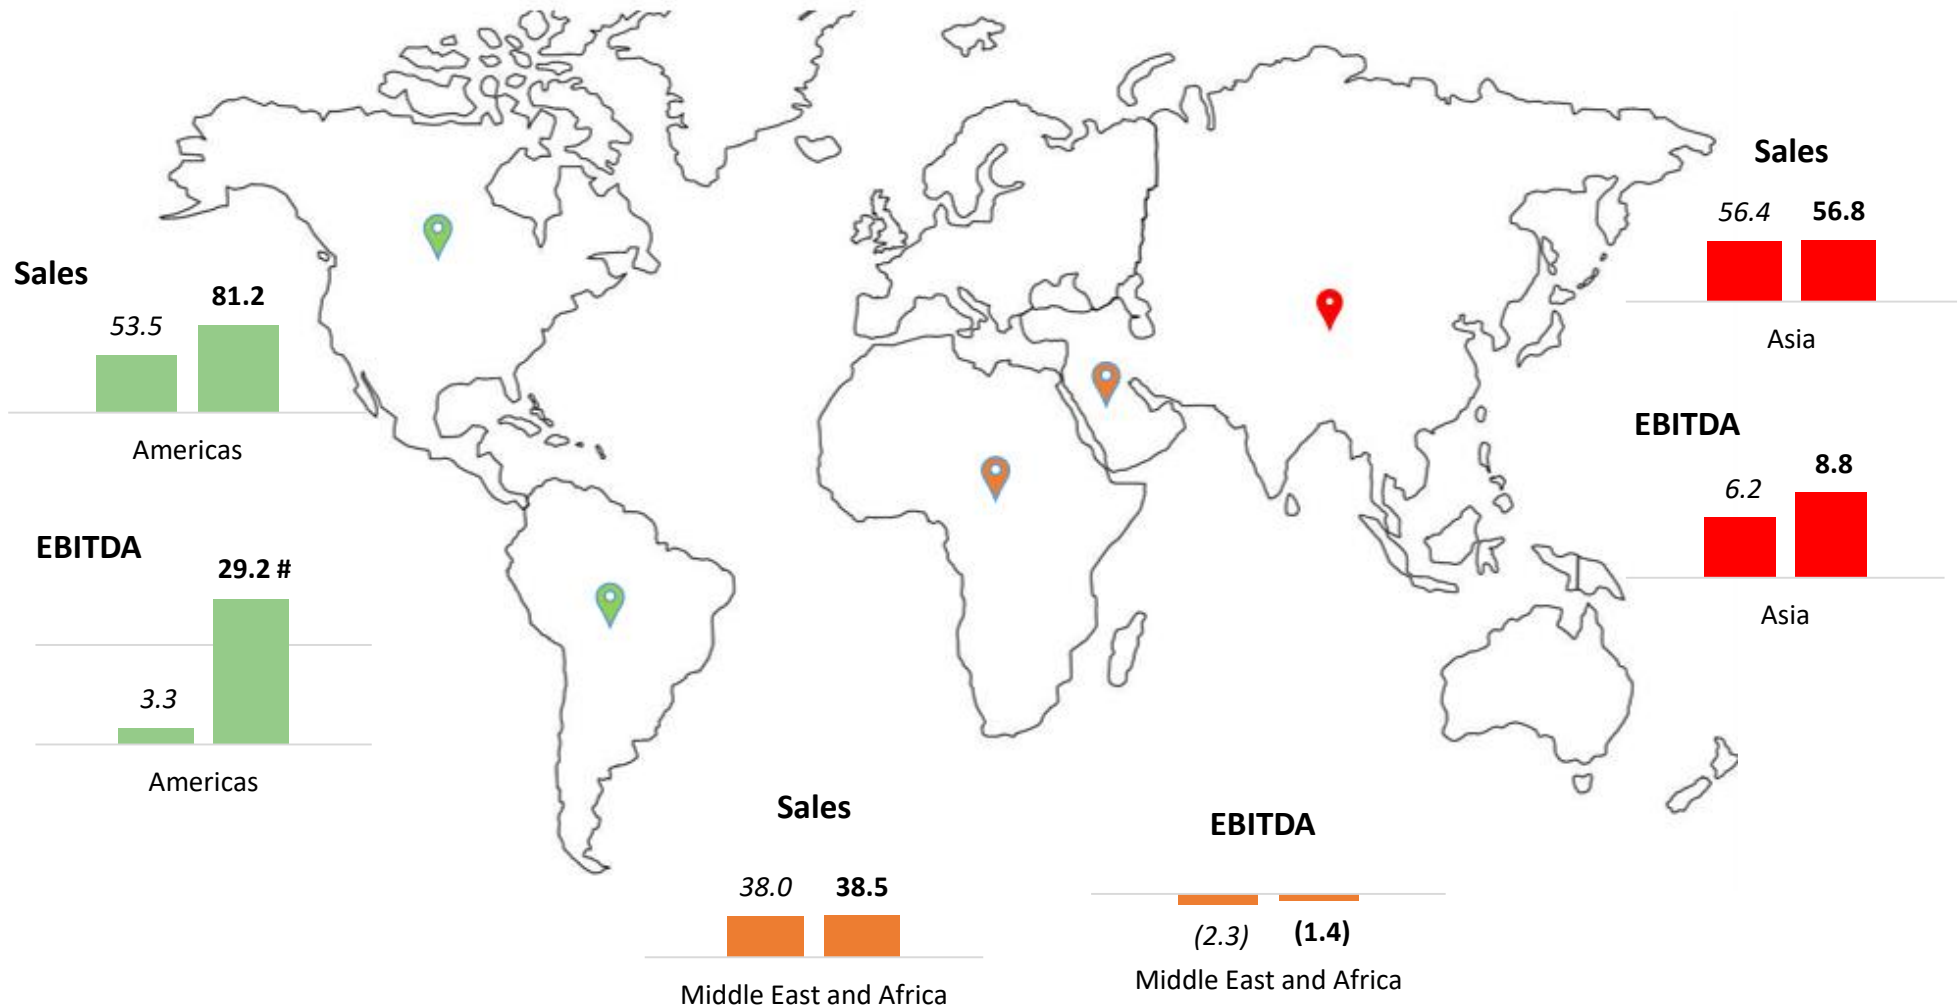 Sales
53.5
81.2
Americas
EBITDA
3.3
29.2 #
Americas
Sales
38.0
38.5
Middle East and Africa
EBITDA
(2.3)
(1.4)
Middle East and Africa
Sales
56.4
56.8
Asia
EBITDA
6.2
8.8
Asia